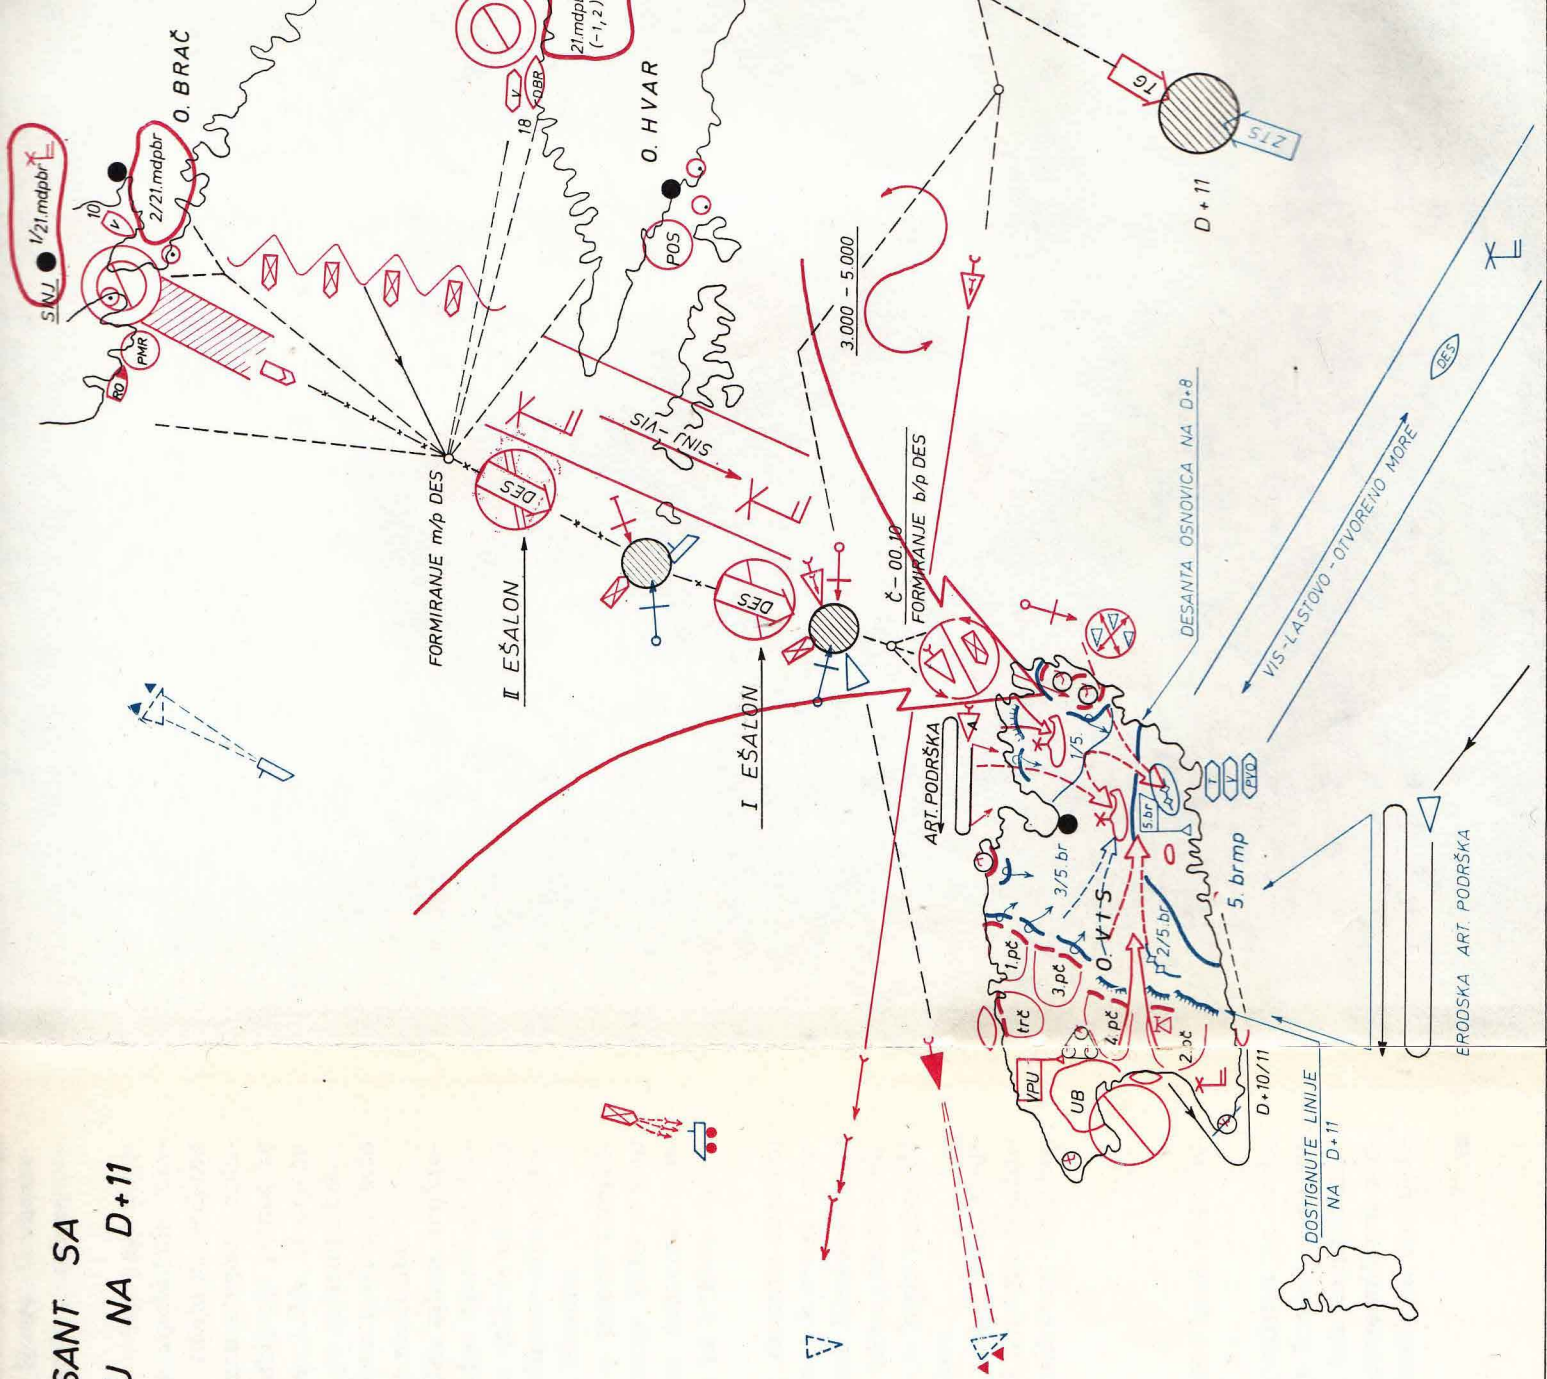 SANT SA
J NA D+11
SINJ
1/21.mdpbr
10
V
2/21.mdpbr
O. BRAČ
RO
PMR
21.mdpbr
(-1, 2)
V
DBR
18
O. HVAR
POS
TG
ZTS
D + 11
3.000 - 5.000
FORMIRANJE m/p DES
DES
II EŠALON
SINJ - VIS
DES
I EŠALON
Č - 00.10
FORMIRANJE b/p DES
DESANTA OSNOVICA NA D+8
DES
VIS - LASTOVO - OTVORENO MORE
ART. PODRŠKA
A
1/5.
5.br
T
V
PVO
3/5. br
O. VIS
2/5.br
5. brmp
1.pč
3.pč
trč
4.pč
2.pč
VPU
UB
D+10/11
DOSTIGNUTE LINIJE
NA D+11
ERODSKA ART. PODRŠKA